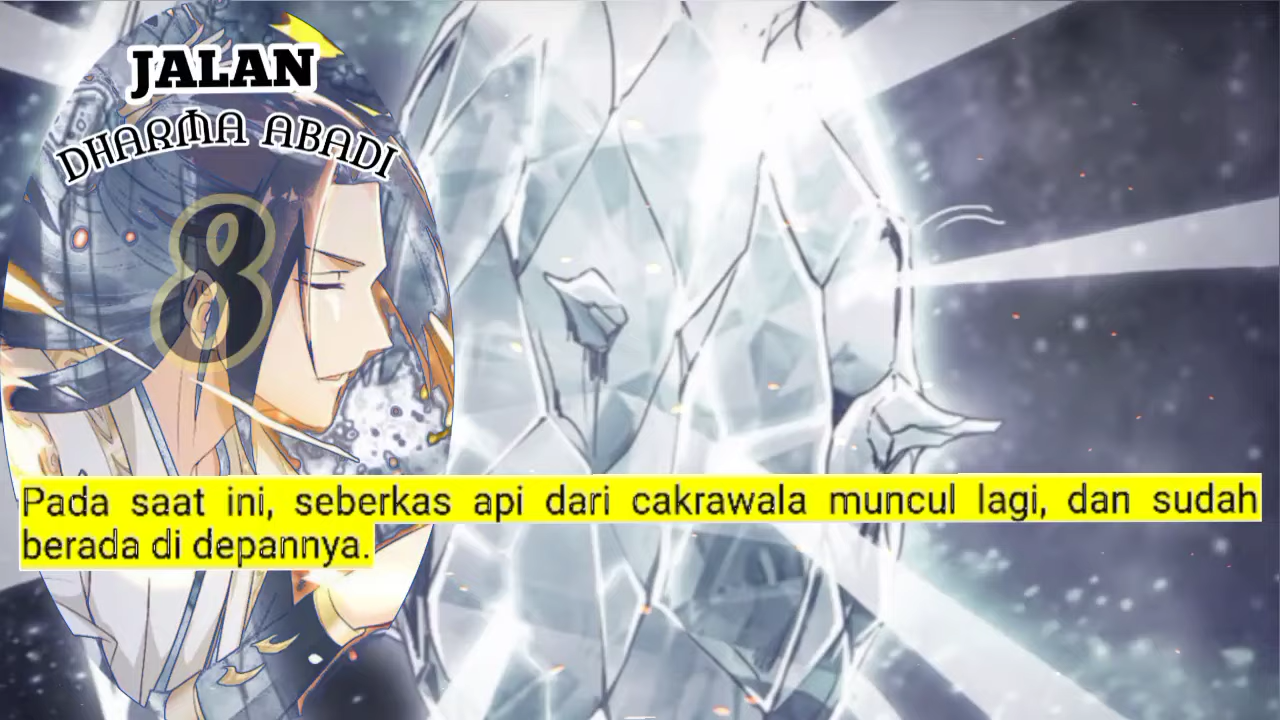 JALAN
DHARMA ABADI
8
Pada saat ini, seberkas api dari cakrawala muncul lagi, dan sudah
berada di depannya.